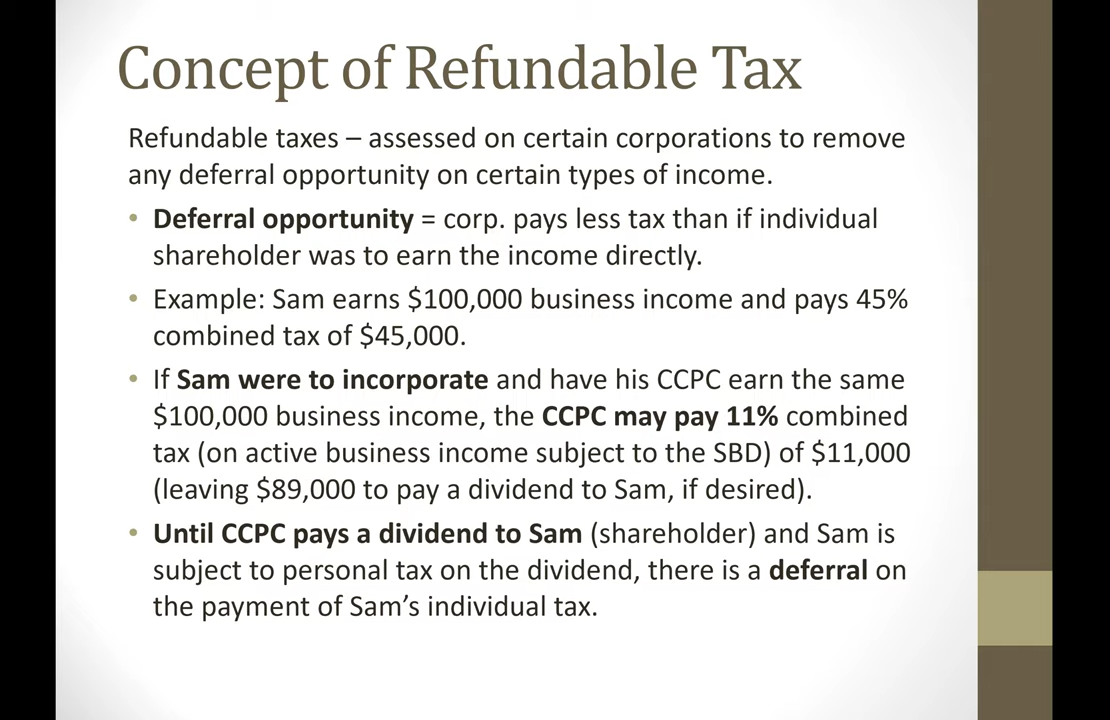 Concept of Refundable Tax
Refundable taxes – assessed on certain corporations to remove
any deferral opportunity on certain types of income.
• Deferral opportunity = corp. pays less tax than if individual
shareholder was to earn the income directly.
• Example: Sam earns $100,000 business income and pays 45%
combined tax of $45,000.
• If Sam were to incorporate and have his CCPC earn the same
$100,000 business income, the CCPC may pay 11% combined
tax (on active business income subject to the SBD) of $11,000
(leaving $89,000 to pay a dividend to Sam, if desired).
• Until CCPC pays a dividend to Sam (shareholder) and Sam is
subject to personal tax on the dividend, there is a deferral on
the payment of Sam’s individual tax.